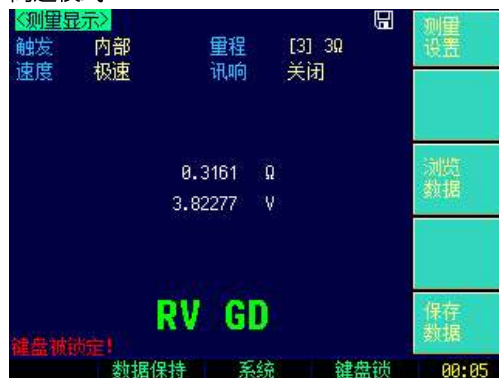 <测量显示>
触发 内部 量程 [3] 3Ω
速度 极速 讯响 关闭
0.3161 Ω
3.82277 V
RV GD
键盘被锁定!
测量
设置
浏览
数据
保存
数据
数据保持 系统 键盘锁 00:05